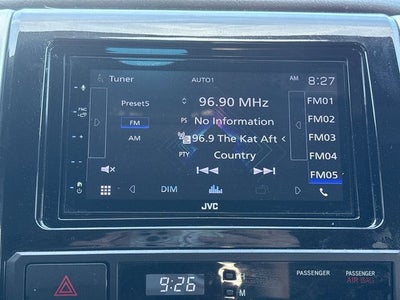 Tuner AUTO1 AM 8:27
Preset5 96.90 MHz FM01
FM PS No Information FM02
AM 96.9 The Kat Aft < FM03
PTY Country FM04
FM05
DIM
JVC
PASSENGER PASSENGER
AIR BAG
9:26 M